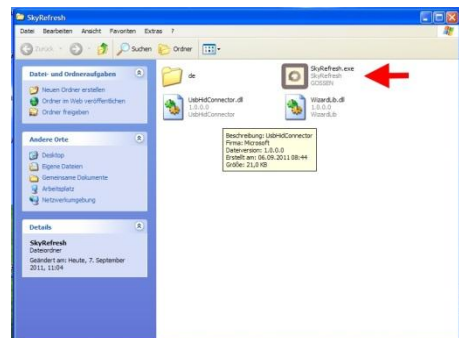 SkyRefresh
Datei Bearbeiten Ansicht Favoriten Extras ?
Zurück Suchen Ordner
Datei- und Ordneraufgaben
Neuen Ordner erstellen
Ordner im Web veröffentlichen
Ordner freigeben
Andere Orte
Desktop
Eigene Dateien
Gemeinsame Dokumente
Arbeitsplatz
Netzwerkumgebung
Details
SkyRefresh
Dateiordner
Geändert am: Heute, 7. September
2011, 11:04
de
SkyRefresh.exe
SkyRefresh
GOSSEN
UsbHidConnector.dll
1.0.0.0
UsbHidConnector
WizardLib.dll
1.0.0.0
WizardLib
Beschreibung: UsbHidConnector
Firma: Microsoft
Dateiversion: 1.0.0.0
Erstellt am: 06.09.2011 08:44
Größe: 21,0 KB